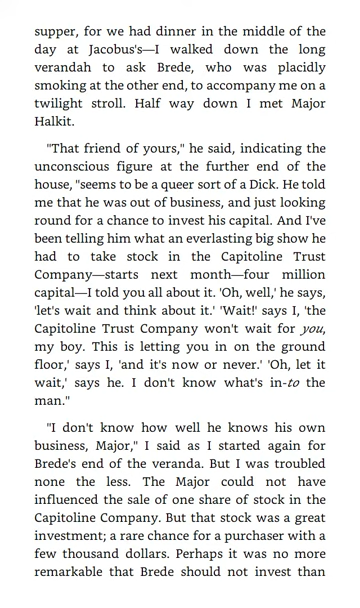 supper, for we had dinner in the middle of the
day at Jacobus's—I walked down the long
verandah to ask Brede, who was placidly
smoking at the other end, to accompany me on a
twilight stroll. Half way down I met Major
Halkit.
"That friend of yours," he said, indicating the
unconscious figure at the further end of the
house, "seems to be a queer sort of a Dick. He told
me that he was out of business, and just looking
round for a chance to invest his capital. And I've
been telling him what an everlasting big show he
had to take stock in the Capitoline Trust
Company—starts next month—four million
capital—I told you all about it. 'Oh, well,' he says,
'let's wait and think about it.' 'Wait!' says I, 'the
Capitoline Trust Company won't wait for you,
my boy. This is letting you in on the ground
floor,' says I, 'and it's now or never.' 'Oh, let it
wait,' says he. I don't know what's in-to the
man."
"I don't know how well he knows his own
business, Major," I said as I started again for
Brede's end of the veranda. But I was troubled
none the less. The Major could not have
influenced the sale of one share of stock in the
Capitoline Company. But that stock was a great
investment; a rare chance for a purchaser with a
few thousand dollars. Perhaps it was no more
remarkable that Brede should not invest than